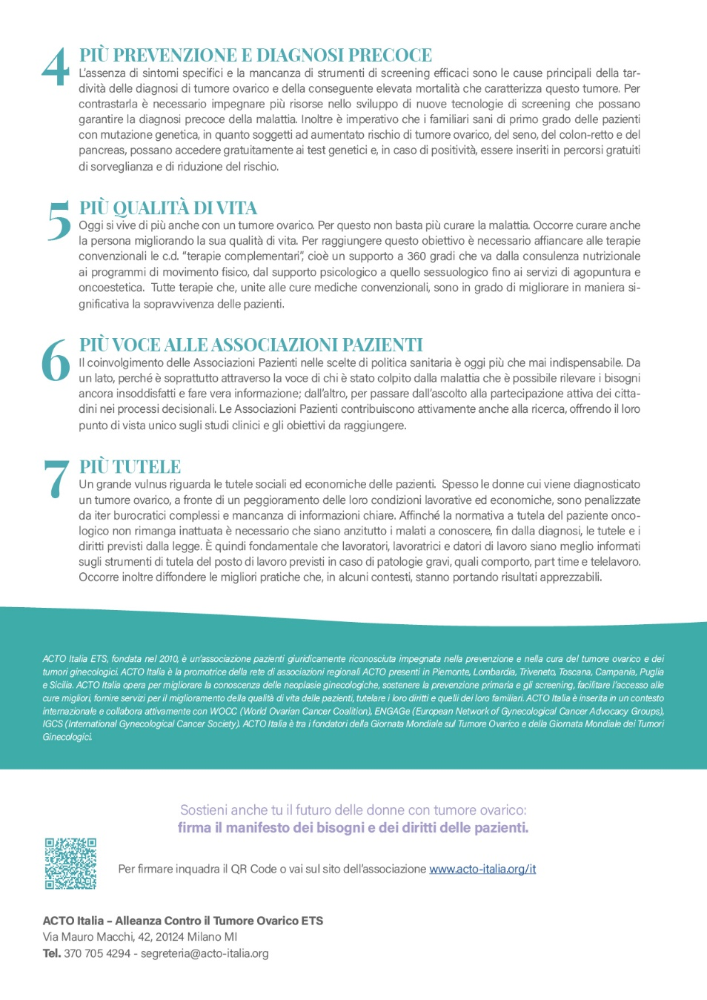 4
PIÙ PREVENZIONE E DIAGNOSI PRECOCE
L'assenza di sintomi specifici e la mancanza di strumenti di screening efficaci sono le cause principali della tar-
dività delle diagnosi di tumore ovarico e della conseguente elevata mortalità che caratterizza questo tumore. Per
contrastarla è necessario impegnare più risorse nello sviluppo di nuove tecnologie di screening che possano
garantire la diagnosi precoce della malattia. Inoltre è imperativo che i familiari sani di primo grado delle pazienti
con mutazione genetica, in quanto soggetti ad aumentato rischio di tumore ovarico, del seno, del colon-retto e del
pancreas, possano accedere gratuitamente ai test genetici e, in caso di positività, essere inseriti in percorsi gratuiti
di sorveglianza e di riduzione del rischio.
5
PIÙ QUALITÀ DI VITA
Oggi si vive di più anche con un tumore ovarico. Per questo non basta più curare la malattia. Occorre curare anche
la persona migliorando la sua qualità di vita. Per raggiungere questo obiettivo è necessario affiancare alle terapie
convenzionali le c.d. “terapie complementari”, cioè un supporto a 360 gradi che va dalla consulenza nutrizionale
ai programmi di movimento fisico, dal supporto psicologico a quello sessuologico fino ai servizi di agopuntura e
oncoestetica. Tutte terapie che, unite alle cure mediche convenzionali, sono in grado di migliorare in maniera si-
gnificativa la sopravvivenza delle pazienti.
6
PIÙ VOCE ALLE ASSOCIAZIONI PAZIENTI
Il coinvolgimento delle Associazioni Pazienti nelle scelte di politica sanitaria è oggi più che mai indispensabile. Da
un lato, perché è soprattutto attraverso la voce di chi è stato colpito dalla malattia che è possibile rilevare i bisogni
ancora insoddisfatti e fare vera informazione; dall'altro, per passare dall'ascolto alla partecipazione attiva dei citta-
dini nei processi decisionali. Le Associazioni Pazienti contribuiscono attivamente anche alla ricerca, offrendo il loro
punto di vista unico sugli studi clinici e gli obiettivi da raggiungere.
7
PIÙ TUTELE
Un grande vulnus riguarda le tutele sociali ed economiche delle pazienti. Spesso le donne cui viene diagnosticato
un tumore ovarico, a fronte di un peggioramento delle loro condizioni lavorative ed economiche, sono penalizzate
da iter burocratici complessi e mancanza di informazioni chiare. Affinché la normativa a tutela del paziente onco-
logico non rimanga inattuata è necessario che siano anzitutto i malati a conoscere, fin dalla diagnosi, le tutele e i
diritti previsti dalla legge. È quindi fondamentale che lavoratori, lavoratrici e datori di lavoro siano meglio informati
sugli strumenti di tutela del posto di lavoro previsti in caso di patologie gravi, quali comporto, part time e telelavoro.
Occorre inoltre diffondere le migliori pratiche che, in alcuni contesti, stanno portando risultati apprezzabili.
ACTO Italia ETS, fondata nel 2010, è un'associazione pazienti giuridicamente riconosciuta impegnata nella prevenzione e nella cura del tumore ovarico e dei
tumori ginecologici. ACTO Italia è la promotrice della rete di associazioni regionali ACTO presenti in Piemonte, Lombardia, Triveneto, Toscana, Campania, Puglia
e Sicilia. ACTO Italia opera per migliorare la conoscenza delle neoplasie ginecologiche, sostenere la prevenzione primaria e gli screening, facilitare l'accesso alle
cure migliori, fornire servizi per il miglioramento della qualità di vita delle pazienti, tutelare i loro diritti e quelli dei loro familiari. ACTO Italia è inserita in un contesto
internazionale e collabora attivamente con WOCC (World Ovarian Cancer Coalition), ENGAGe (European Network of Gynecological Cancer Advocacy Groups),
IGCS (International Gynecological Cancer Society). ACTO Italia è tra i fondatori della Giornata Mondiale sul Tumore Ovarico e della Giornata Mondiale dei Tumori
Ginecologici.
Sostieni anche tu il futuro delle donne con tumore ovarico:
firma il manifesto dei bisogni e dei diritti delle pazienti.
Per firmare inquadra il QR Code o vai sul sito dell'associazione www.acto-italia.org/it
ACTO Italia – Alleanza Contro il Tumore Ovarico ETS
Via Mauro Macchi, 42, 20124 Milano MI
Tel. 370 705 4294 - segreteria@acto-italia.org